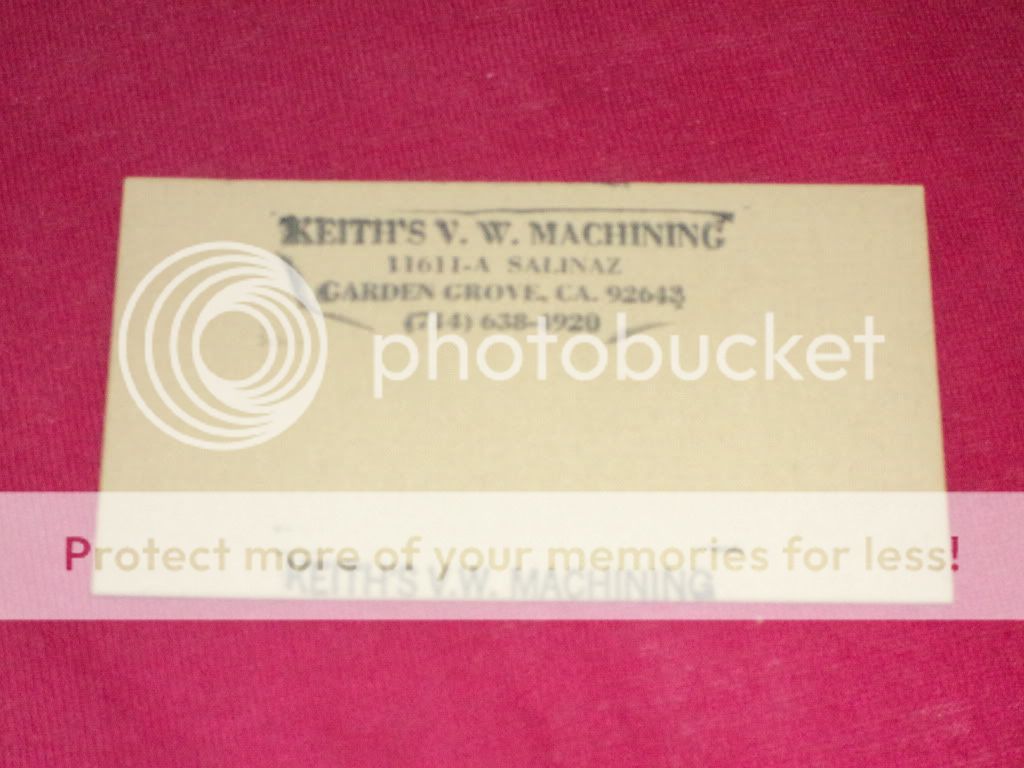 KEITH'S V. W. MACHINING
11611-A SALINAZ
GARDEN GROVE, CA. 92643
(714) 638-4920
photobucket
Protect more of your memories for less!
KEITH'S V.W. MACHINING